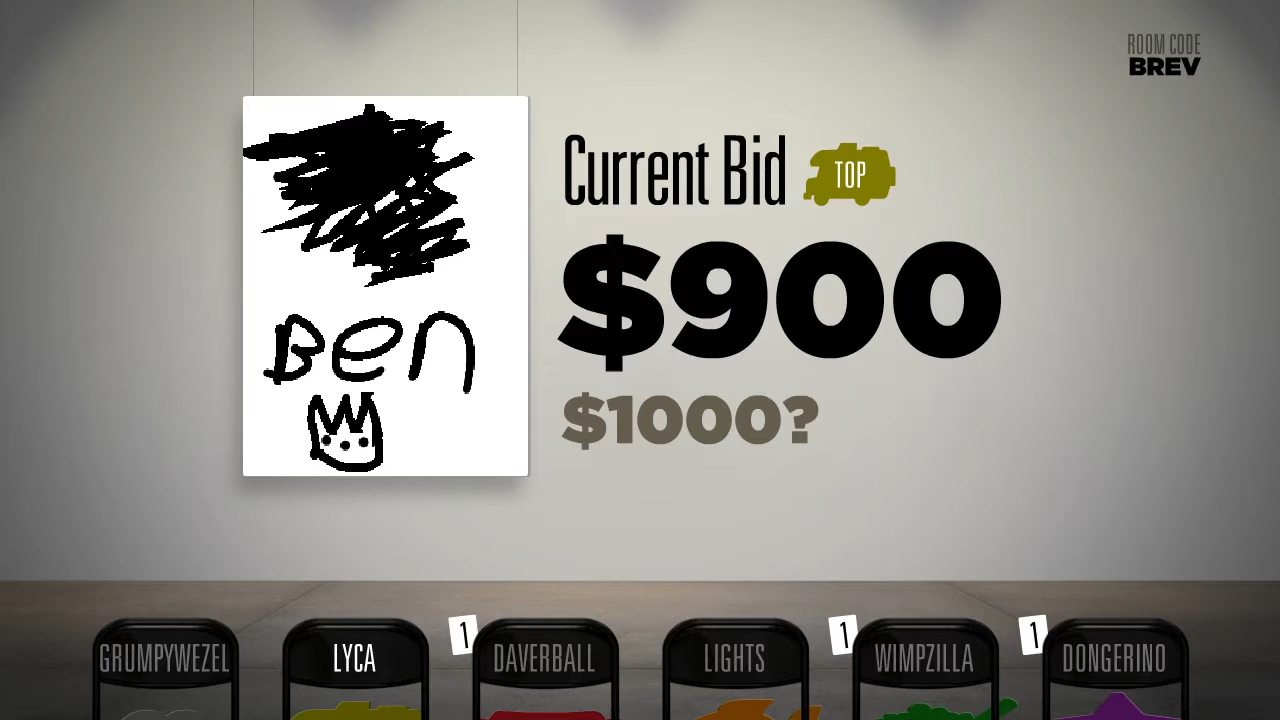 ROOM CODE
BREV
Current Bid TOP
$900
$1000?
Ben
GRUMPYWEZEL LYCA 1 DAVERBALL LIGHTS 1 WIMPZILLA 1 DONGERINO